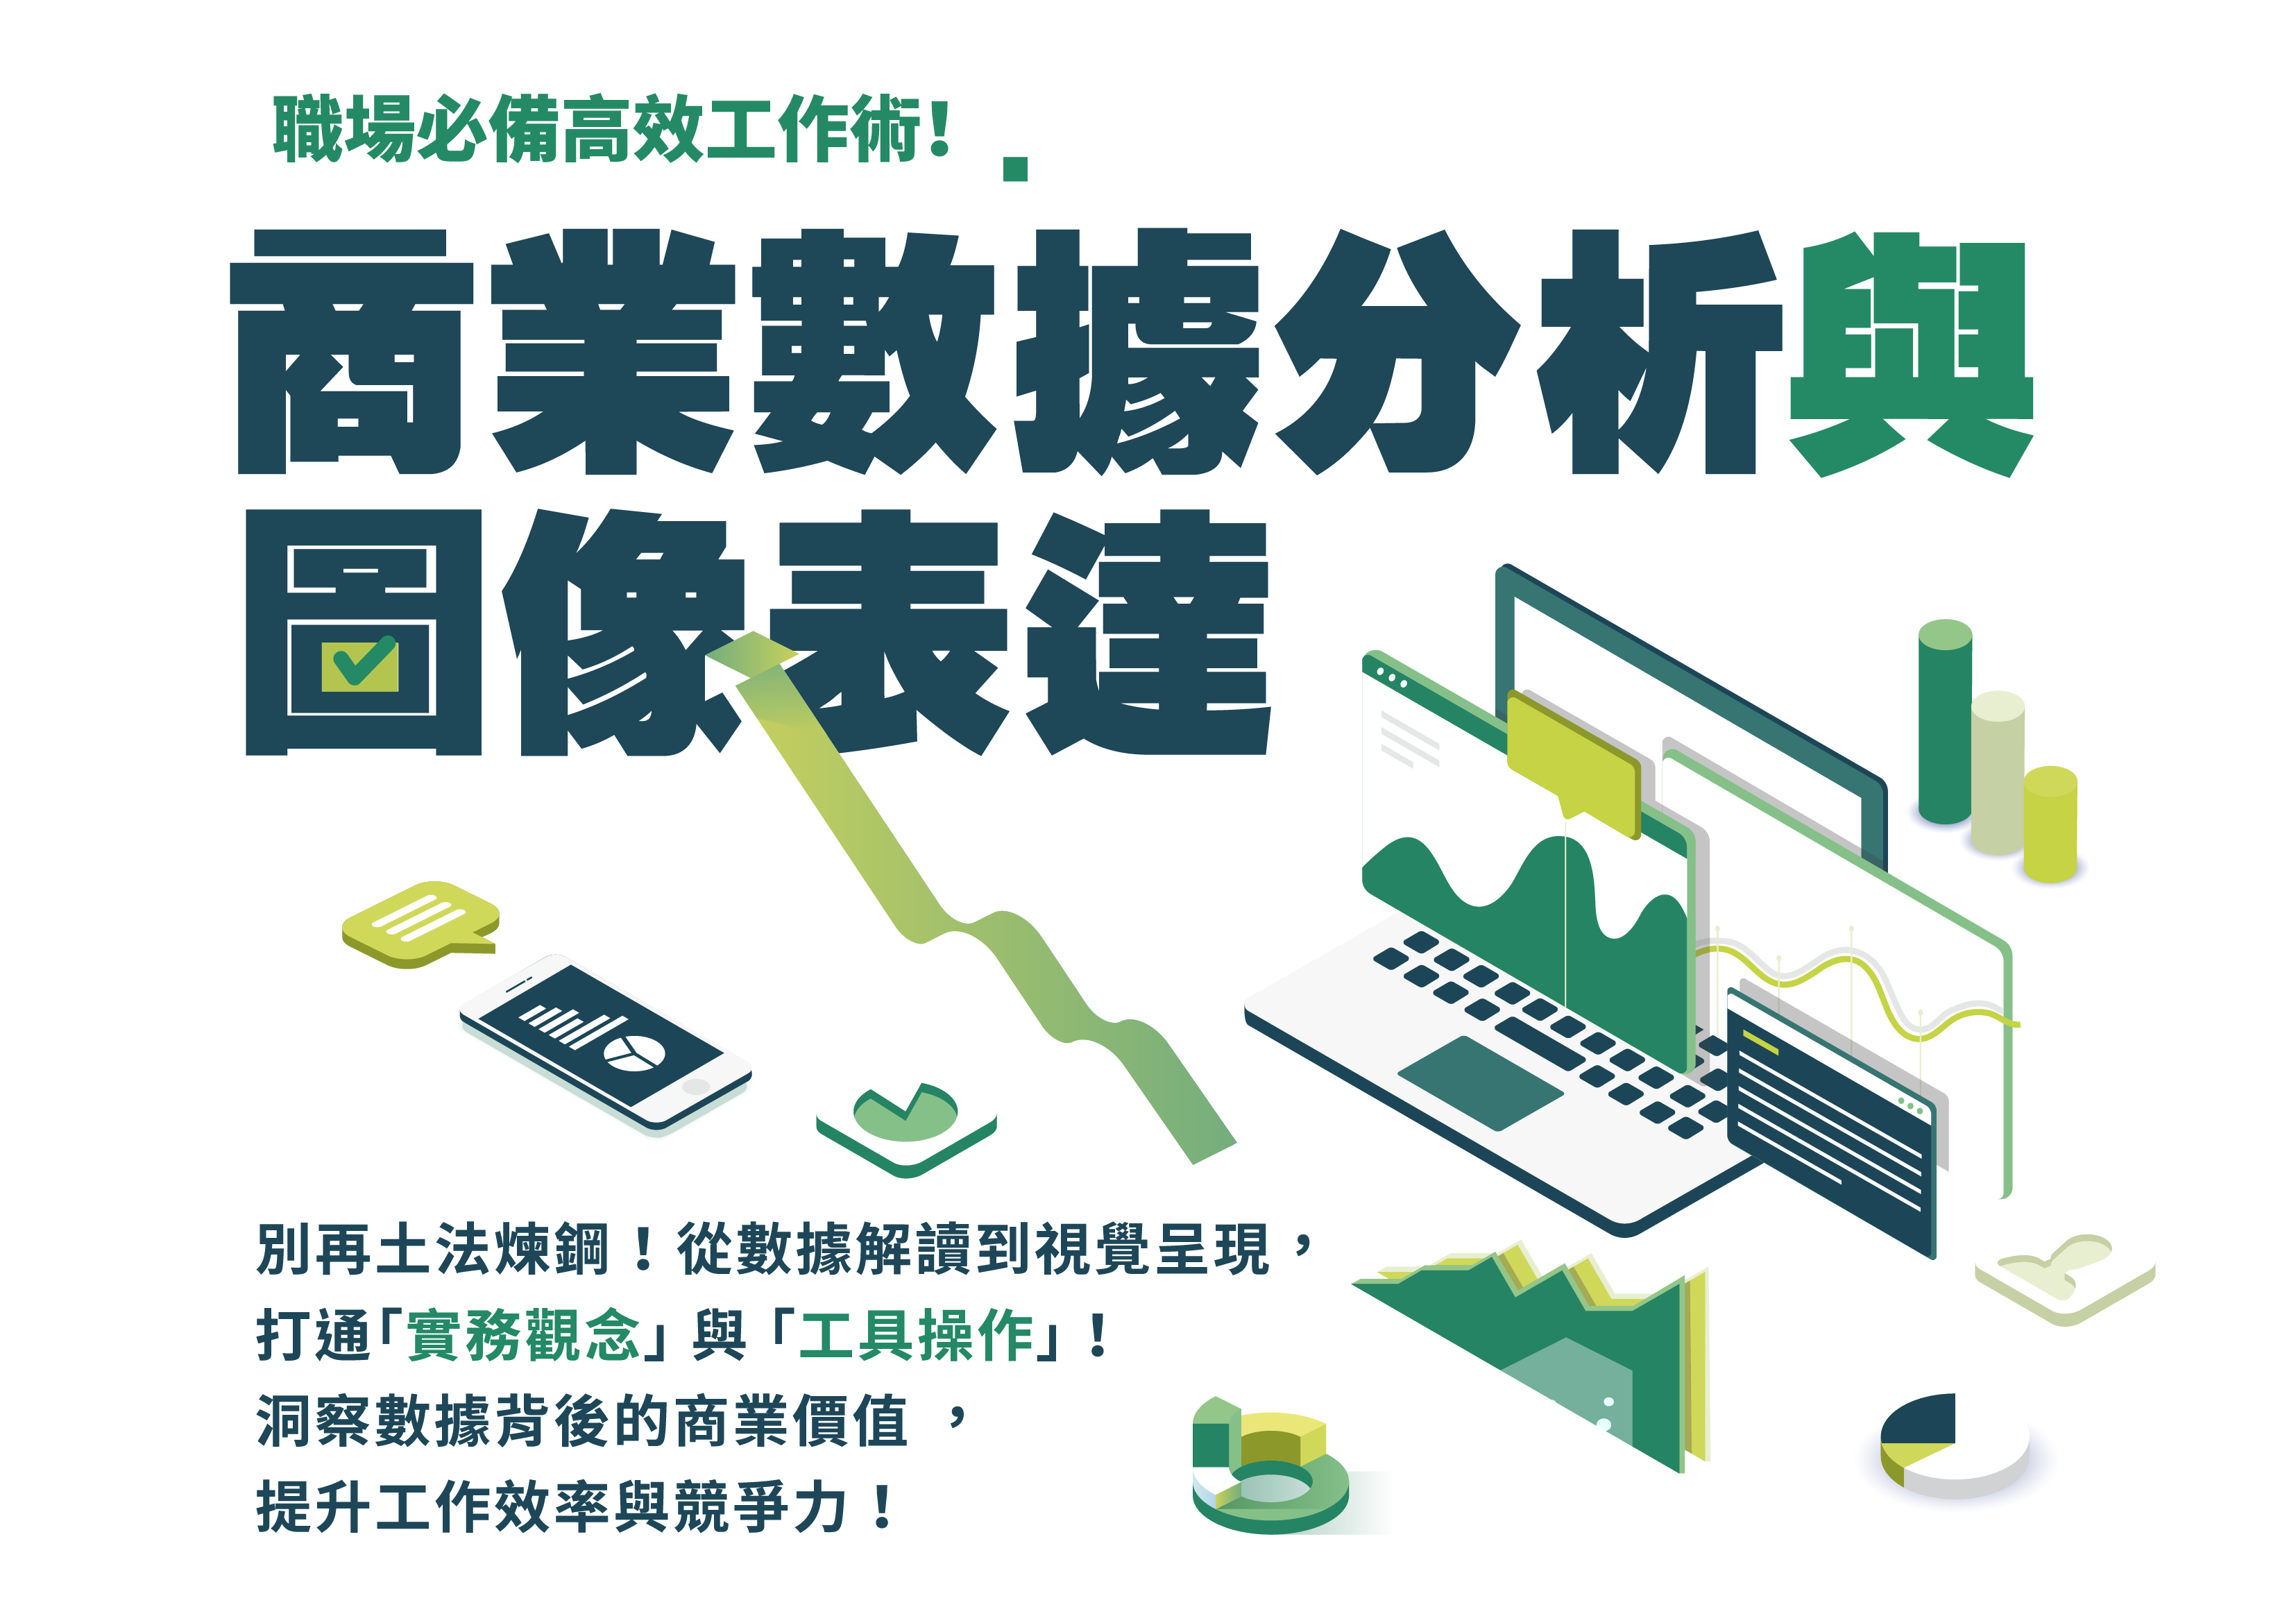 職場必備高效工作術！
商業數據分析與
圖像表達
別再土法煉鋼！從數據解讀到視覺呈現，
打通「實務觀念」與「工具操作」！
洞察數據背後的商業價值，
提升工作效率與競爭力！